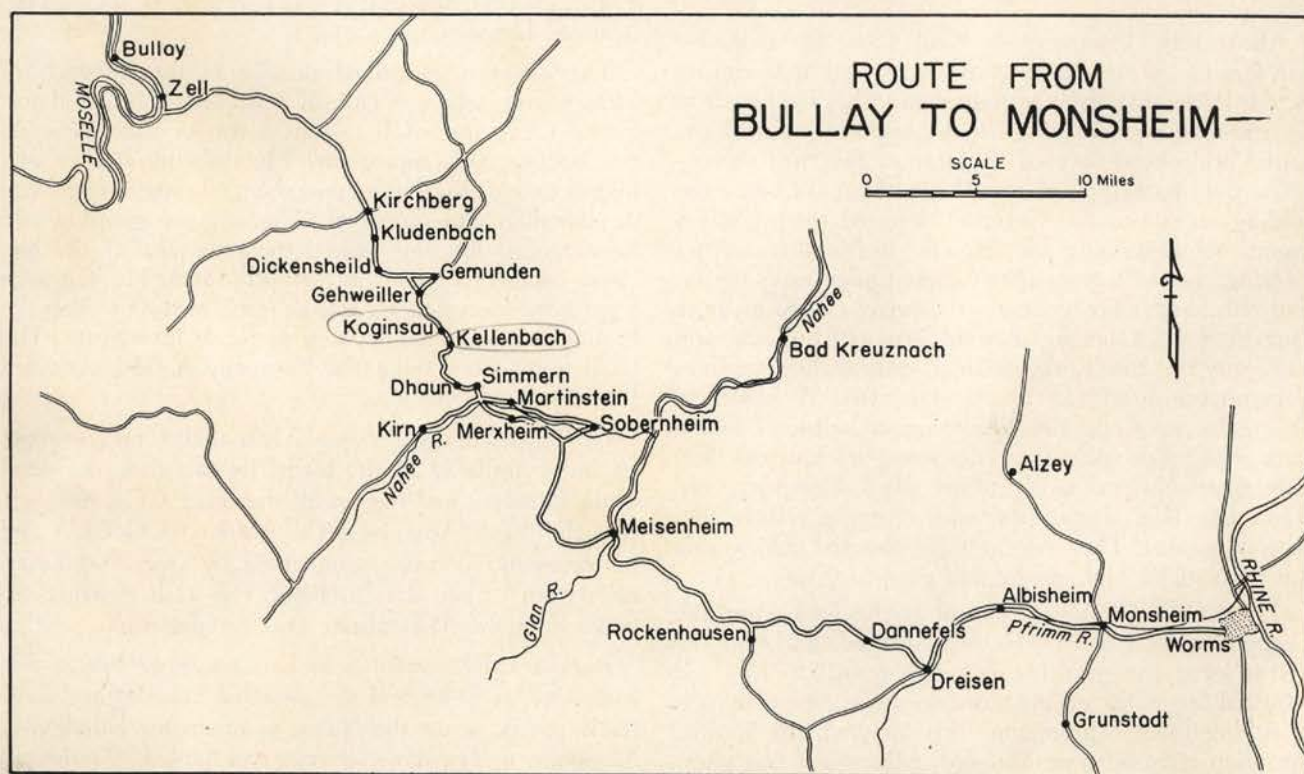 ROUTE FROM
BULLAY TO MONSHEIM—
SCALE
0 5 10 Miles
N
Bullay
Zell
MOSELLE
Kirchberg
Kludenbach
Dickensheild
Gemunden
Gehweiller
Koginsau
Kellenbach
Dhaun
Simmern
Martinstein
Kirn
Merxheim
Sobernheim
Nahee R.
Nahee
Bad Kreuznach
Meisenheim
Glan R.
Alzey
Rockenhausen
Dannefels
Albisheim
Pfrimm R.
Monsheim
Worms
RHINE R.
Dreisen
Grunstadt